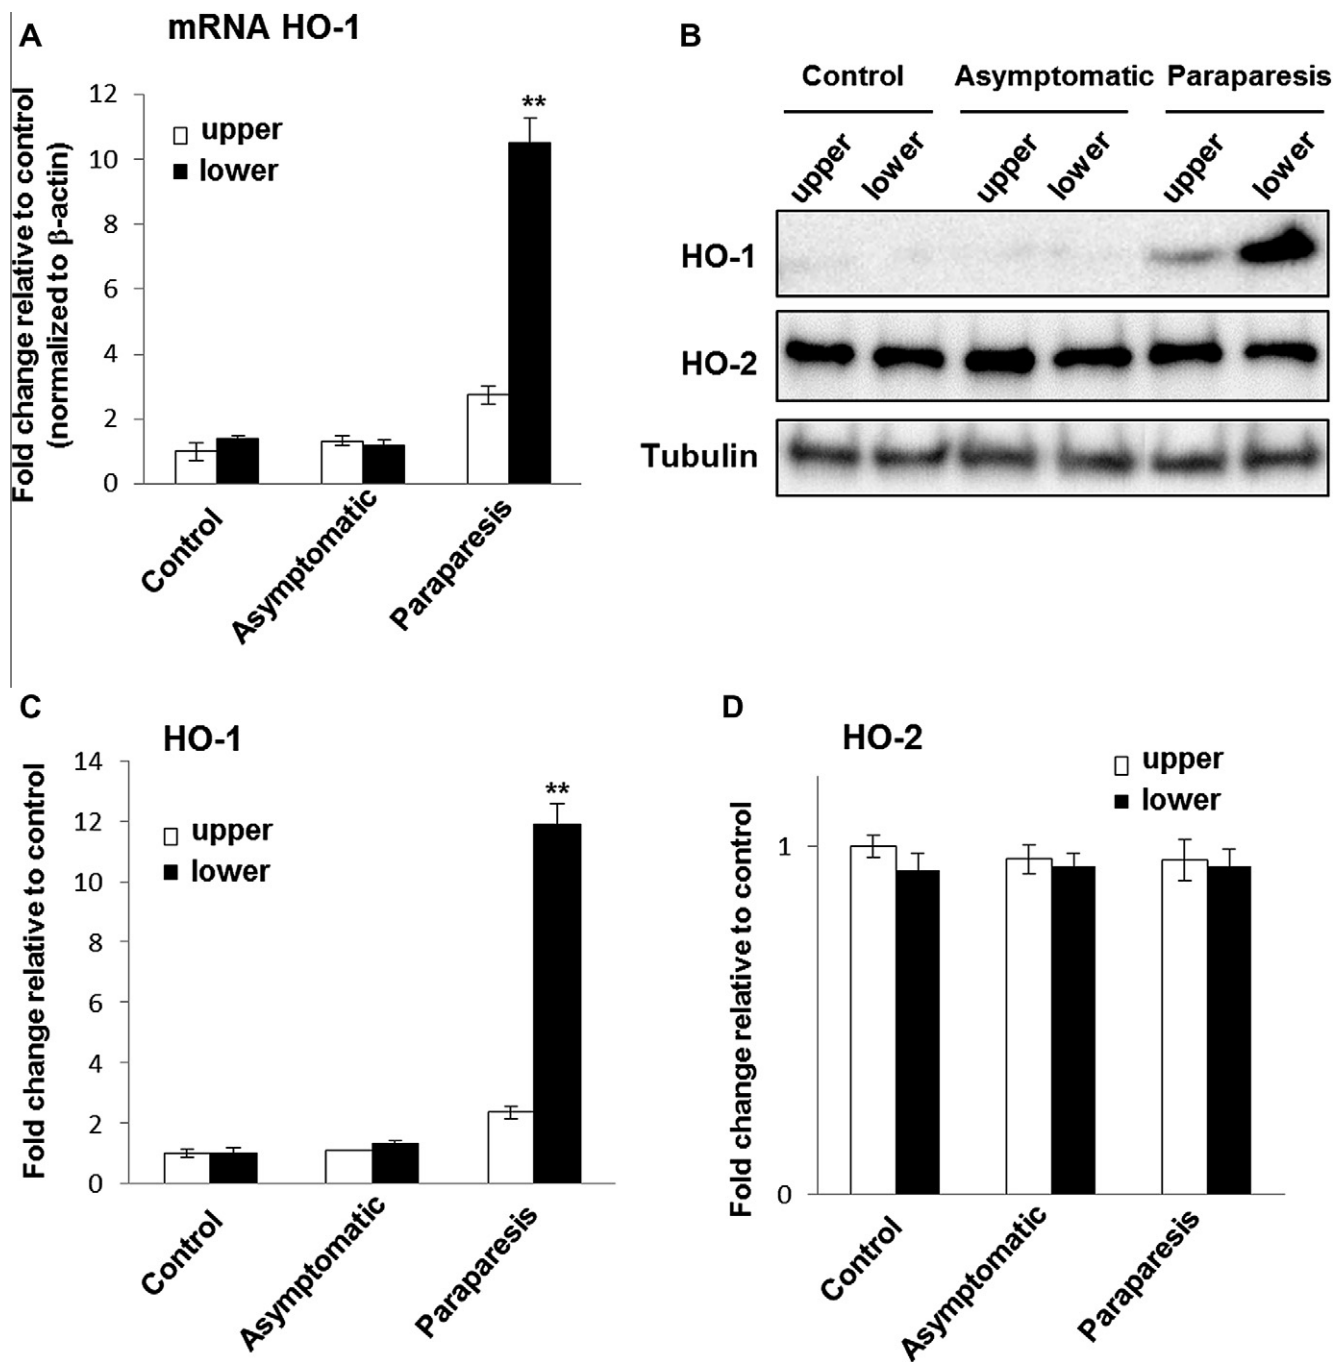 A
mRNA HO-1
Fold change relative to control
(normalized to β-actin)
12
10
8
6
4
2
0
upper
lower
**
Control
Asymptomatic
Paraparesis
B
Control Asymptomatic Paraparesis
upper lower upper lower upper lower
HO-1
HO-2
Tubulin
C
HO-1
Fold change relative to control
14
12
10
8
6
4
2
0
upper
lower
**
Control
Asymptomatic
Paraparesis
D
HO-2
Fold change relative to control
1
0
upper
lower
Control
Asymptomatic
Paraparesis